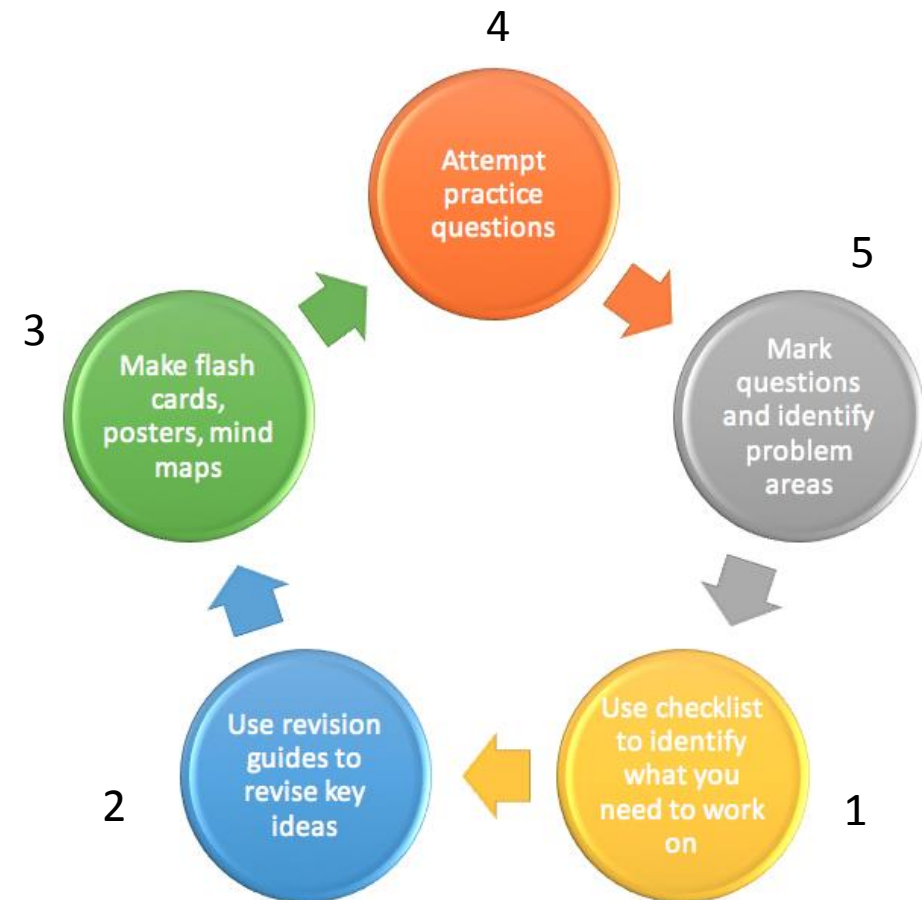 4
Attempt
practice
questions
5
Mark
questions
and identify
problem
areas
3
Make flash
cards,
posters, mind
maps
Use checklist
to identify
what you
need to work
on
1
Use revision
guides to
revise key
ideas
2